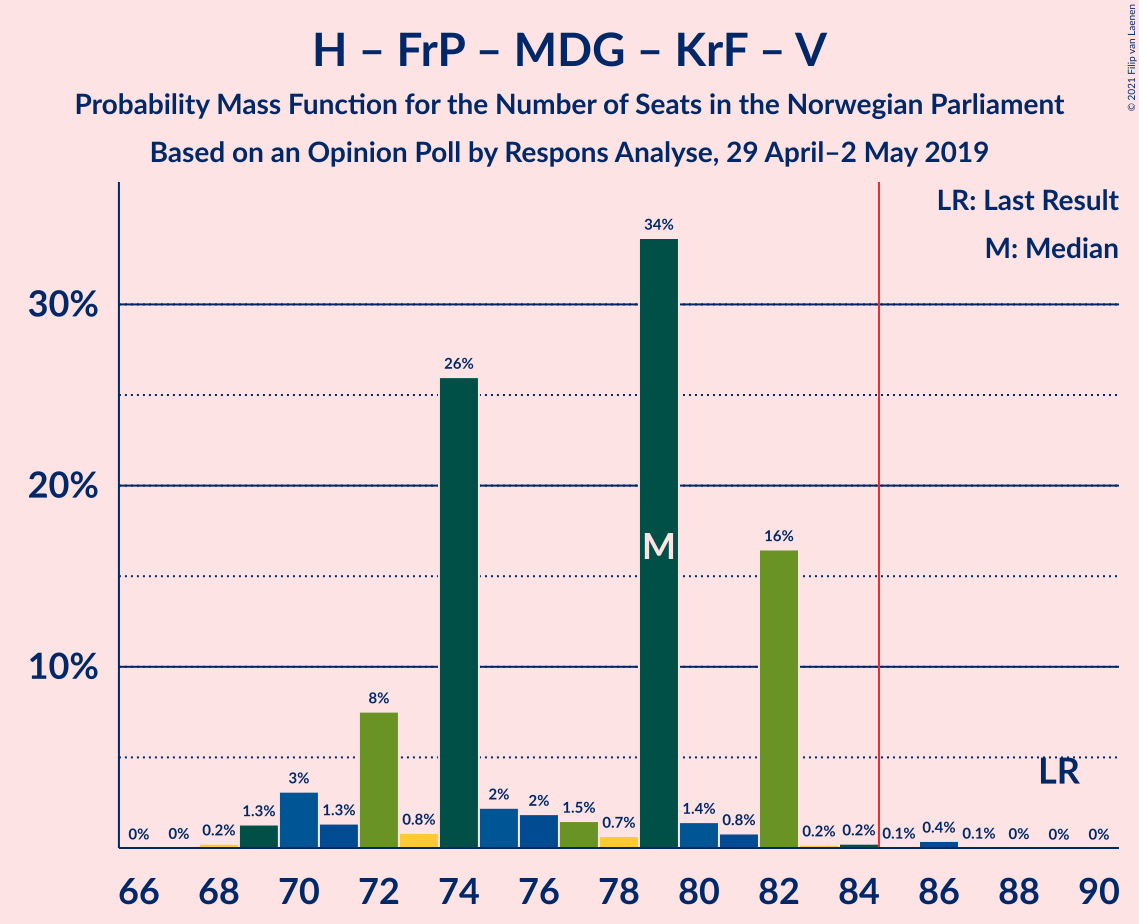 H – FrP – MDG – KrF – V
Probability Mass Function for the Number of Seats in the Norwegian Parliament
Based on an Opinion Poll by Respons Analyse, 29 April–2 May 2019
© 2021 Filip van Laenen
LR: Last Result
M: Median
30%
20%
10%
0% 0% 0.2% 1.3% 3% 1.3% 8% 0.8% 26% 2% 2% 1.5% 0.7% 34% 1.4% 0.8% 16% 0.2% 0.2% 0.1% 0.4% 0.1% 0% 0% 0%
M
LR
66 68 70 72 74 76 78 80 82 84 86 88 90